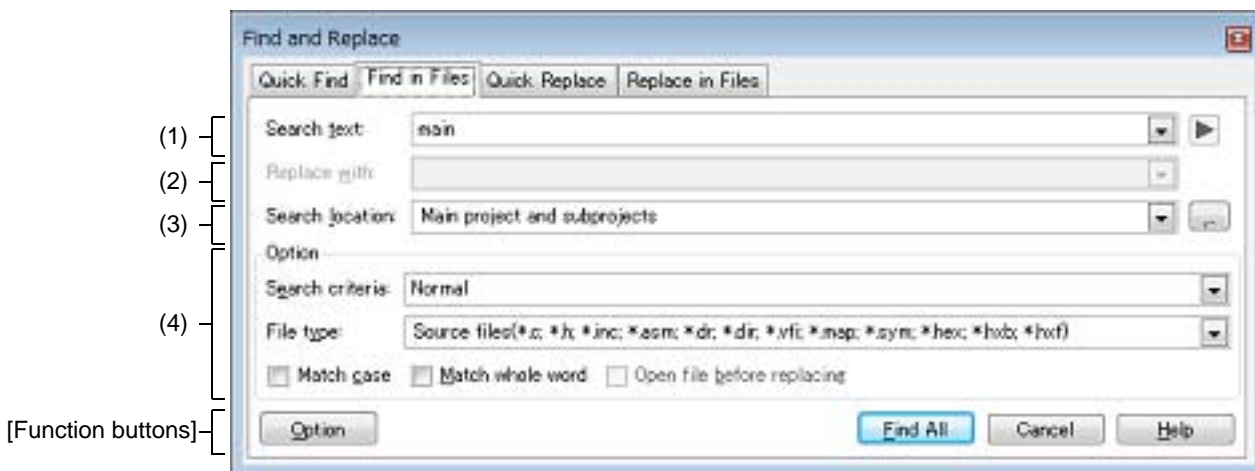 Find and Replace
Quick Find Find in Files Quick Replace Replace in Files
(1) Search text: main
(2) Replace with:
(3) Search location: Main project and subprojects
Option
Search criteria: Normal
(4) File type: Source files(*.c; *.h; *.inc; *.asm; *.dr; *.dir; *.vfi; *.map; *.sym; *.hex; *.hxb; *.hxf)
Match case Match whole word Open file before replacing
[Function buttons] Option Find All Cancel Help